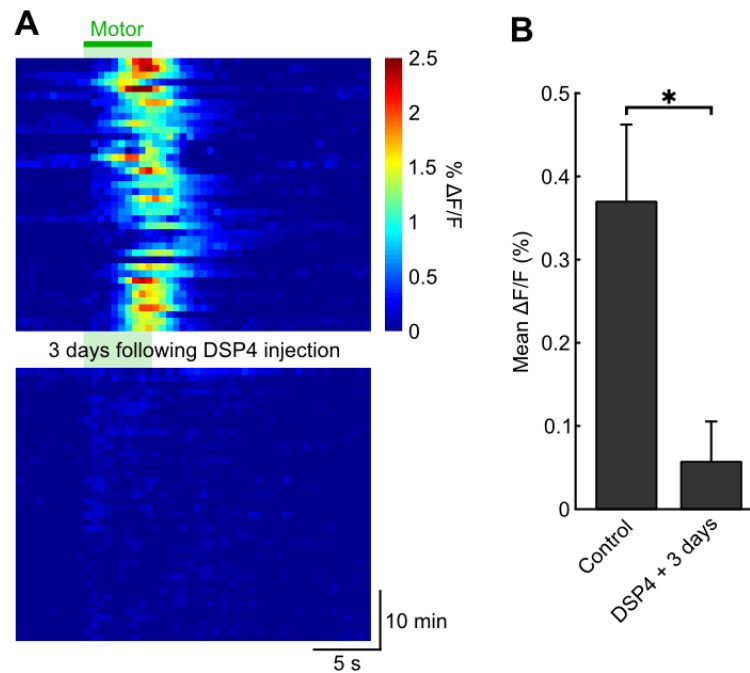 A
Motor
2.5
2
1.5
1
0.5
0
% ΔF/F
3 days following DSP4 injection
10 min
5 s
B
*
0.5
0.4
0.3
0.2
0.1
0
Mean ΔF/F (%)
Control
DSP4 + 3 days